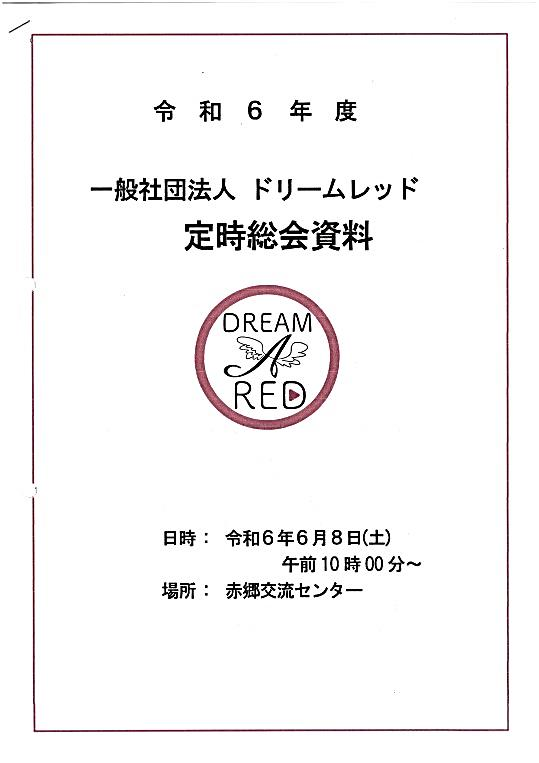 令和6年度
一般社団法人 ドリームレッド
定時総会資料
DREAM
A
RED
日時： 令和6年6月8日(土)
午前10時00分～
場所： 赤郷交流センター